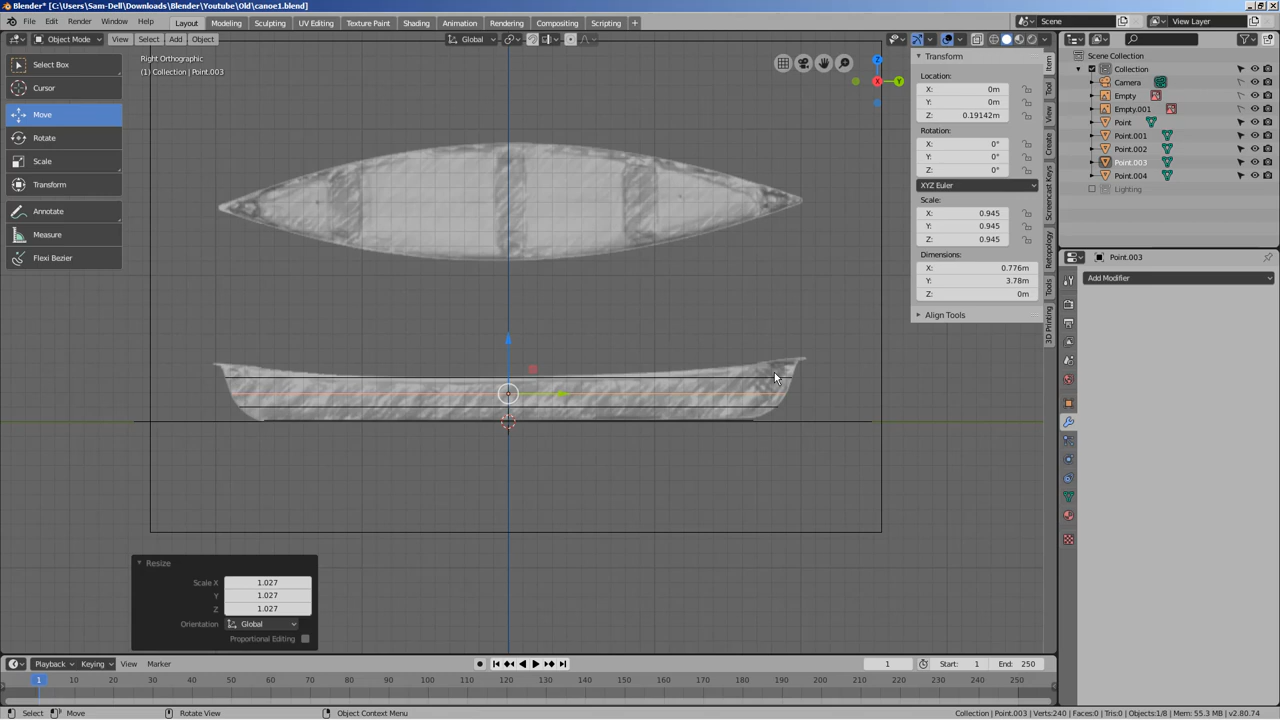 Blender* [C:\Users\Sam-Dell\Downloads\Blender\Youtube\Old\canoe1.blend]
File Edit Render Window Help Layout Modeling Sculpting UV Editing Texture Paint Shading Animation Rendering Compositing Scripting + Scene View Layer
Object Mode View Select Add Object Global
Right Orthographic
(1) Collection | Point.003
Select Box
Cursor
Move
Rotate
Scale
Transform
Annotate
Measure
Flexi Bezier
Z
X
Y
Transform
Location:
X: 0m
Y: 0m
Z: 0.19142m
Rotation:
X: 0°
Y: 0°
Z: 0°
XYZ Euler
Scale:
X: 0.945
Y: 0.945
Z: 0.945
Dimensions:
X: 0.776m
Y: 3.78m
Z: 0m
Align Tools
Item
Tool
View
Create
Screencast Keys
Retopology
Tools
3D Printing
Scene Collection
Collection
Camera
Empty
Empty.001
Point
Point.001
Point.002
Point.003
Point.004
Lighting
Point.003
Add Modifier
Resize
Scale X 1.027
Y 1.027
Z 1.027
Orientation Global
Proportional Editing
Playback Keying View Marker 1 Start: 1 End: 250
1 10 20 30 40 50 60 70 80 90 100 110 120 130 140 150 160 170 180 190 200 210 220 230 240 250
Select Move Rotate View Object Context Menu Collection | Point.003 | Verts:240 | Faces:0 | Tris:0 | Objects:1/8 | Mem: 55.3 MB | v2.80.74